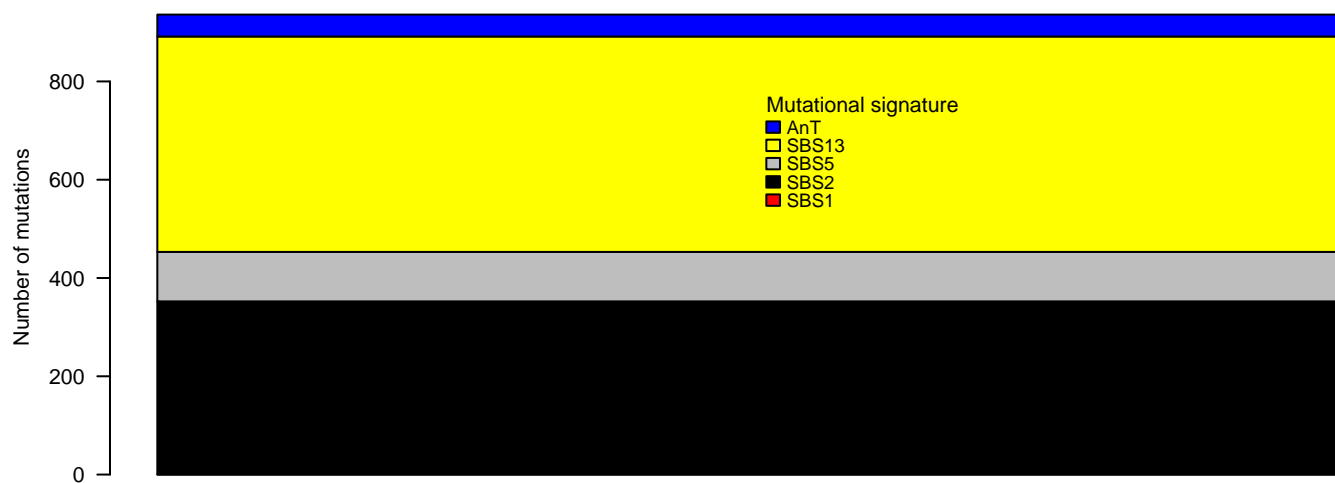 Number of mutations
800
600
400
200
0
Mutational signature
AnT
SBS13
SBS5
SBS2
SBS1